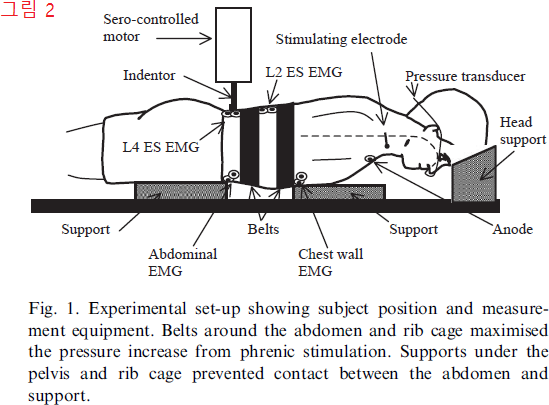 그림 2
Sero-controlled
motor
Stimulating electrode
Indentor
L2 ES EMG
Pressure transducer
L4 ES EMG
Head
support
Support
Belts
Support
Anode
Abdominal
EMG
Chest wall
EMG
Fig. 1. Experimental set-up showing subject position and measure-
ment equipment. Belts around the abdomen and rib cage maximised
the pressure increase from phrenic stimulation. Supports under the
pelvis and rib cage prevented contact between the abdomen and
support.